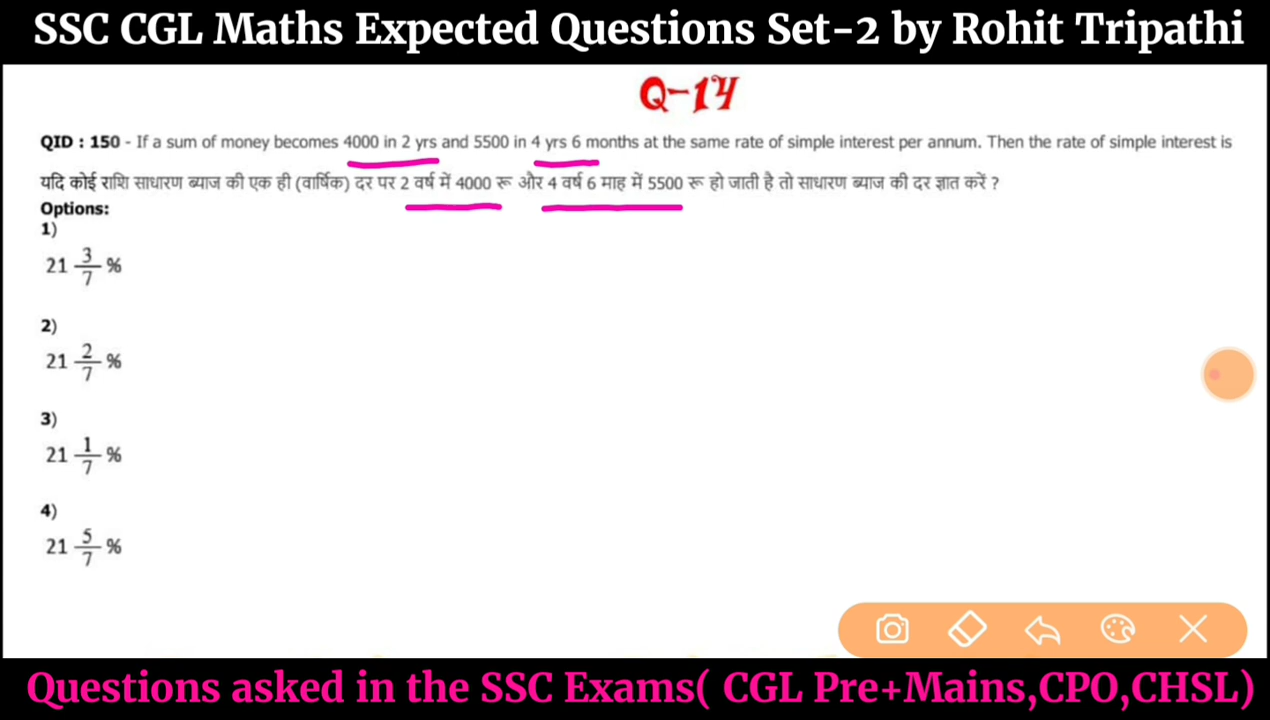 SSC CGL Maths Expected Questions Set-2 by Rohit Tripathi
Q-14
QID : 150 - If a sum of money becomes 4000 in 2 yrs and 5500 in 4 yrs 6 months at the same rate of simple interest per annum. Then the rate of simple interest is
यदि कोई राशि साधारण ब्याज की एक ही (वार्षिक) दर पर 2 वर्ष में 4000 रू और 4 वर्ष 6 माह में 5500 रू हो जाती है तो साधारण ब्याज की दर ज्ञात करें ?
Options:
1)
21 3/7 %
2)
21 2/7 %
3)
21 1/7 %
4)
21 5/7 %
Questions asked in the SSC Exams( CGL Pre+Mains,CPO,CHSL)